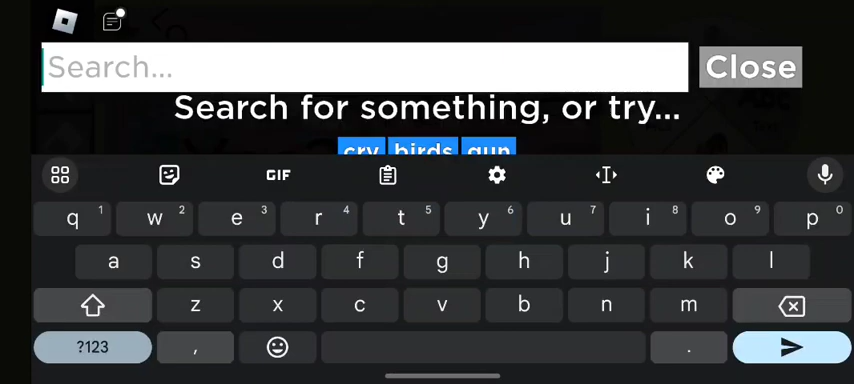 Search...
Close
Search for something, or try...
cry birds gun
GIF
q 1 w 2 e 3 r 4 t 5 y 6 u 7 i 8 o 9 p 0
a s d f g h j k l
z x c v b n m
?123 , .